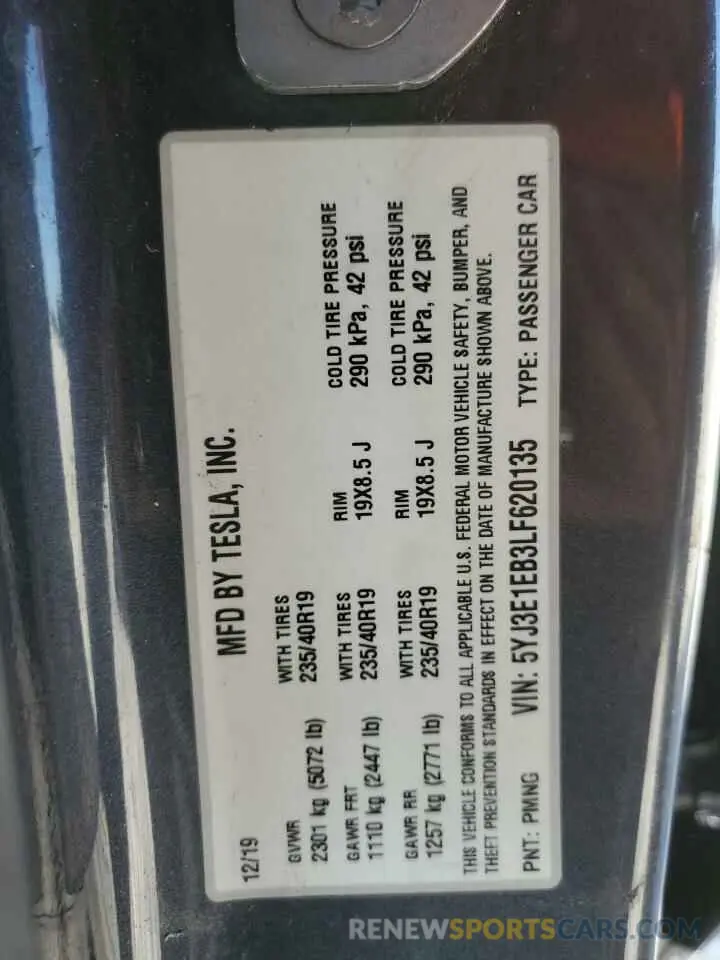 12/19
MFD BY TESLA, INC.
GVWR WITH TIRES
2301 kg (5072 lb) 235/40R19
GAWR FRT WITH TIRES RIM COLD TIRE PRESSURE
1110 kg (2447 lb) 235/40R19 19X8.5 J 290 kPa, 42 psi
GAWR RR WITH TIRES RIM COLD TIRE PRESSURE
1257 kg (2771 lb) 235/40R19 19X8.5 J 290 kPa, 42 psi
THIS VEHICLE CONFORMS TO ALL APPLICABLE U.S. FEDERAL MOTOR VEHICLE SAFETY, BUMPER, AND
THEFT PREVENTION STANDARDS IN EFFECT ON THE DATE OF MANUFACTURE SHOWN ABOVE.
PNT: PMNG VIN: 5YJ3E1EB3LF620135 TYPE: PASSENGER CAR
RENEWSPORTSCARS.COM